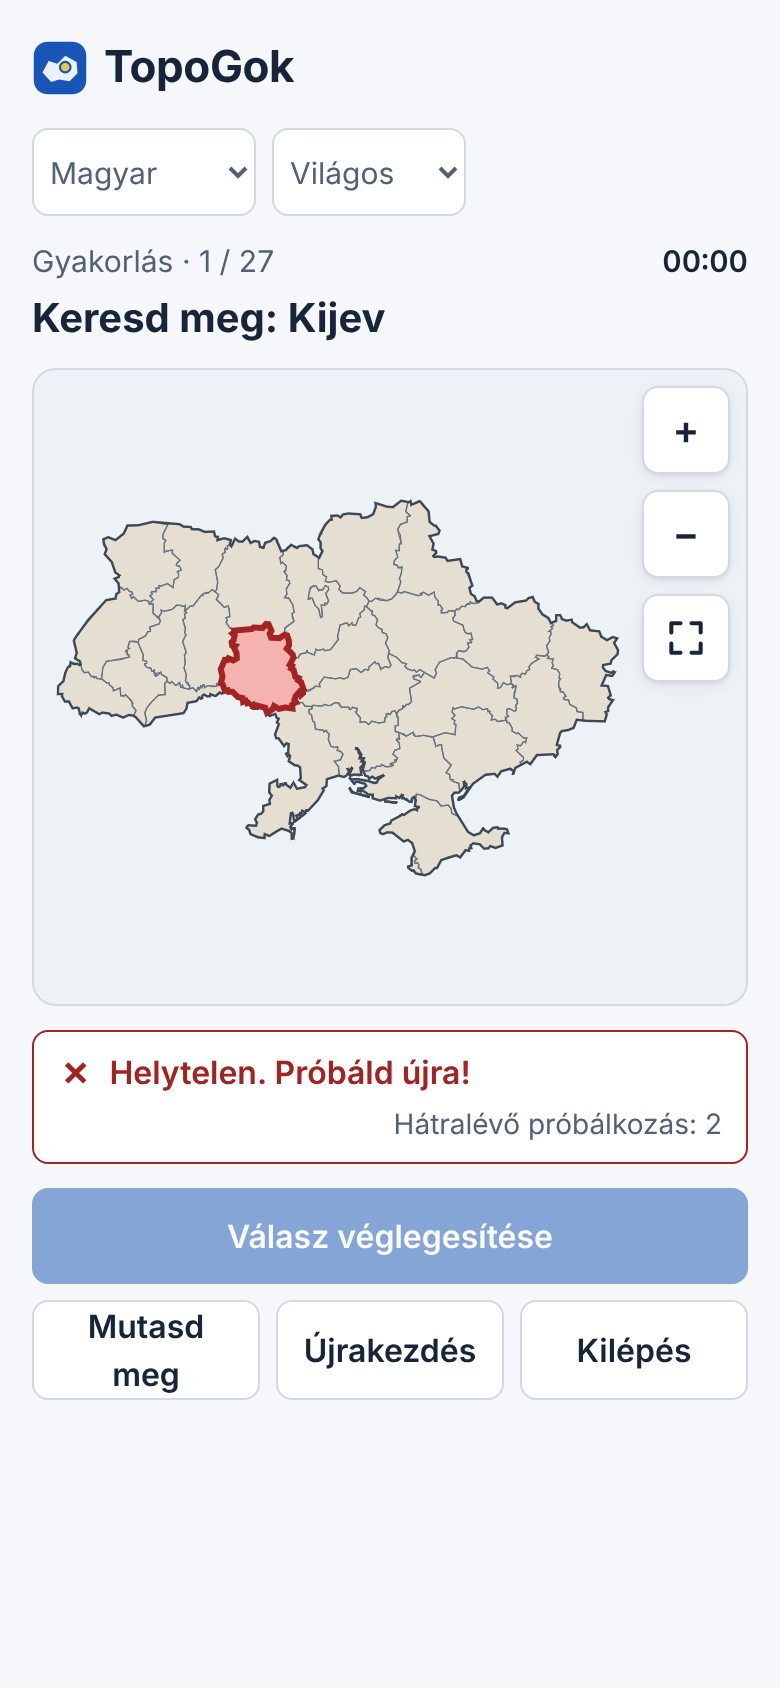 TopoGok
Magyar
Világos
Gyakorlás · 1 / 27
00:00
Keresd meg: Kijev
+
−
✕ Helytelen. Próbáld újra!
Hátralévő próbálkozás: 2
Válasz véglegesítése
Mutasd
meg
Újrakezdés
Kilépés